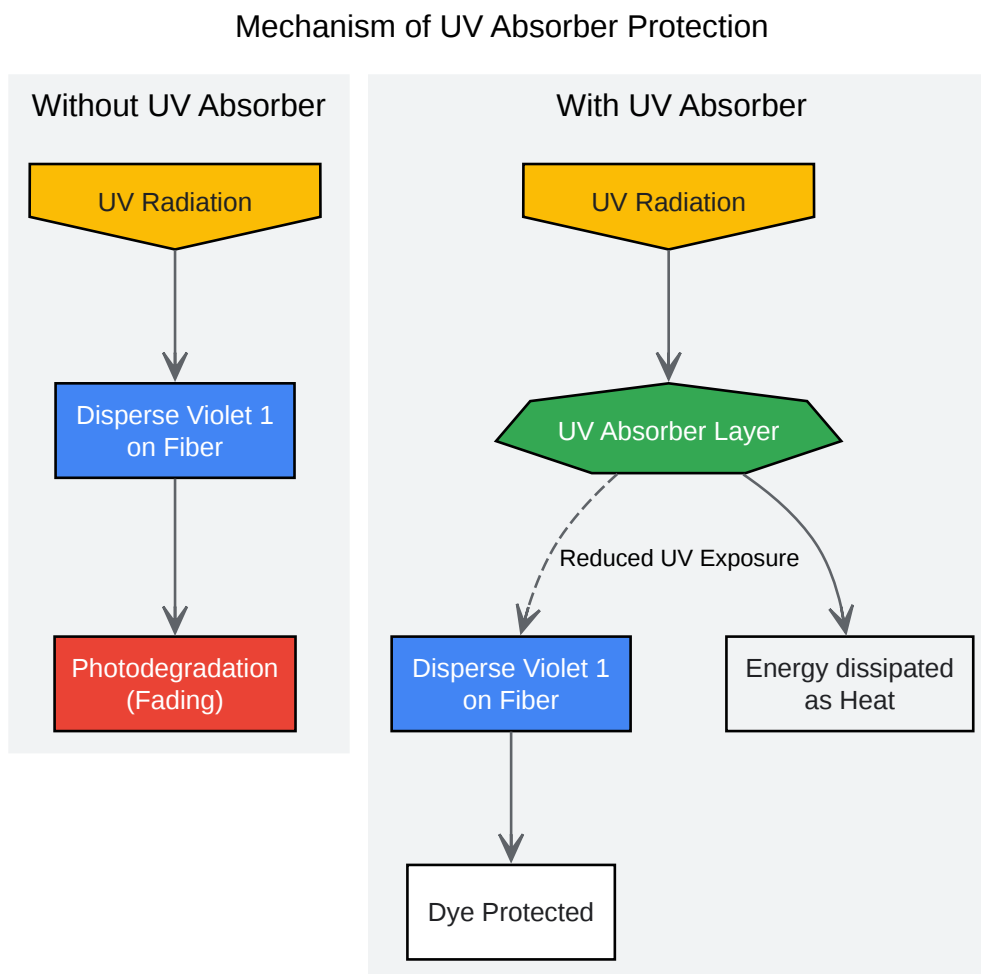 Mechanism of UV Absorber Protection
Without UV Absorber
UV Radiation
Disperse Violet 1
on Fiber
Photodegradation
(Fading)
With UV Absorber
UV Radiation
UV Absorber Layer
Reduced UV Exposure
Disperse Violet 1
on Fiber
Energy dissipated
as Heat
Dye Protected